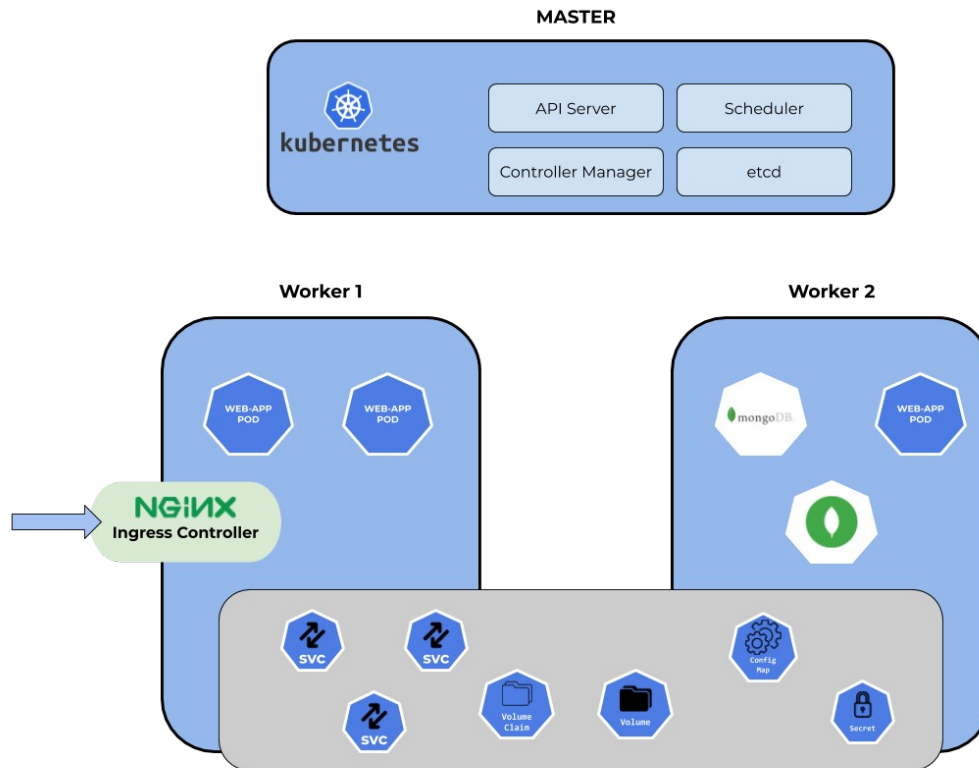 MASTER
kubernetes
API Server
Scheduler
Controller Manager
etcd
Worker 1
Worker 2
WEB-APP
POD
WEB-APP
POD
mongoDB.
WEB-APP
POD
NGINX
Ingress Controller
SVC
SVC
SVC
Volume
Claim
Volume
Config
Map
Secret